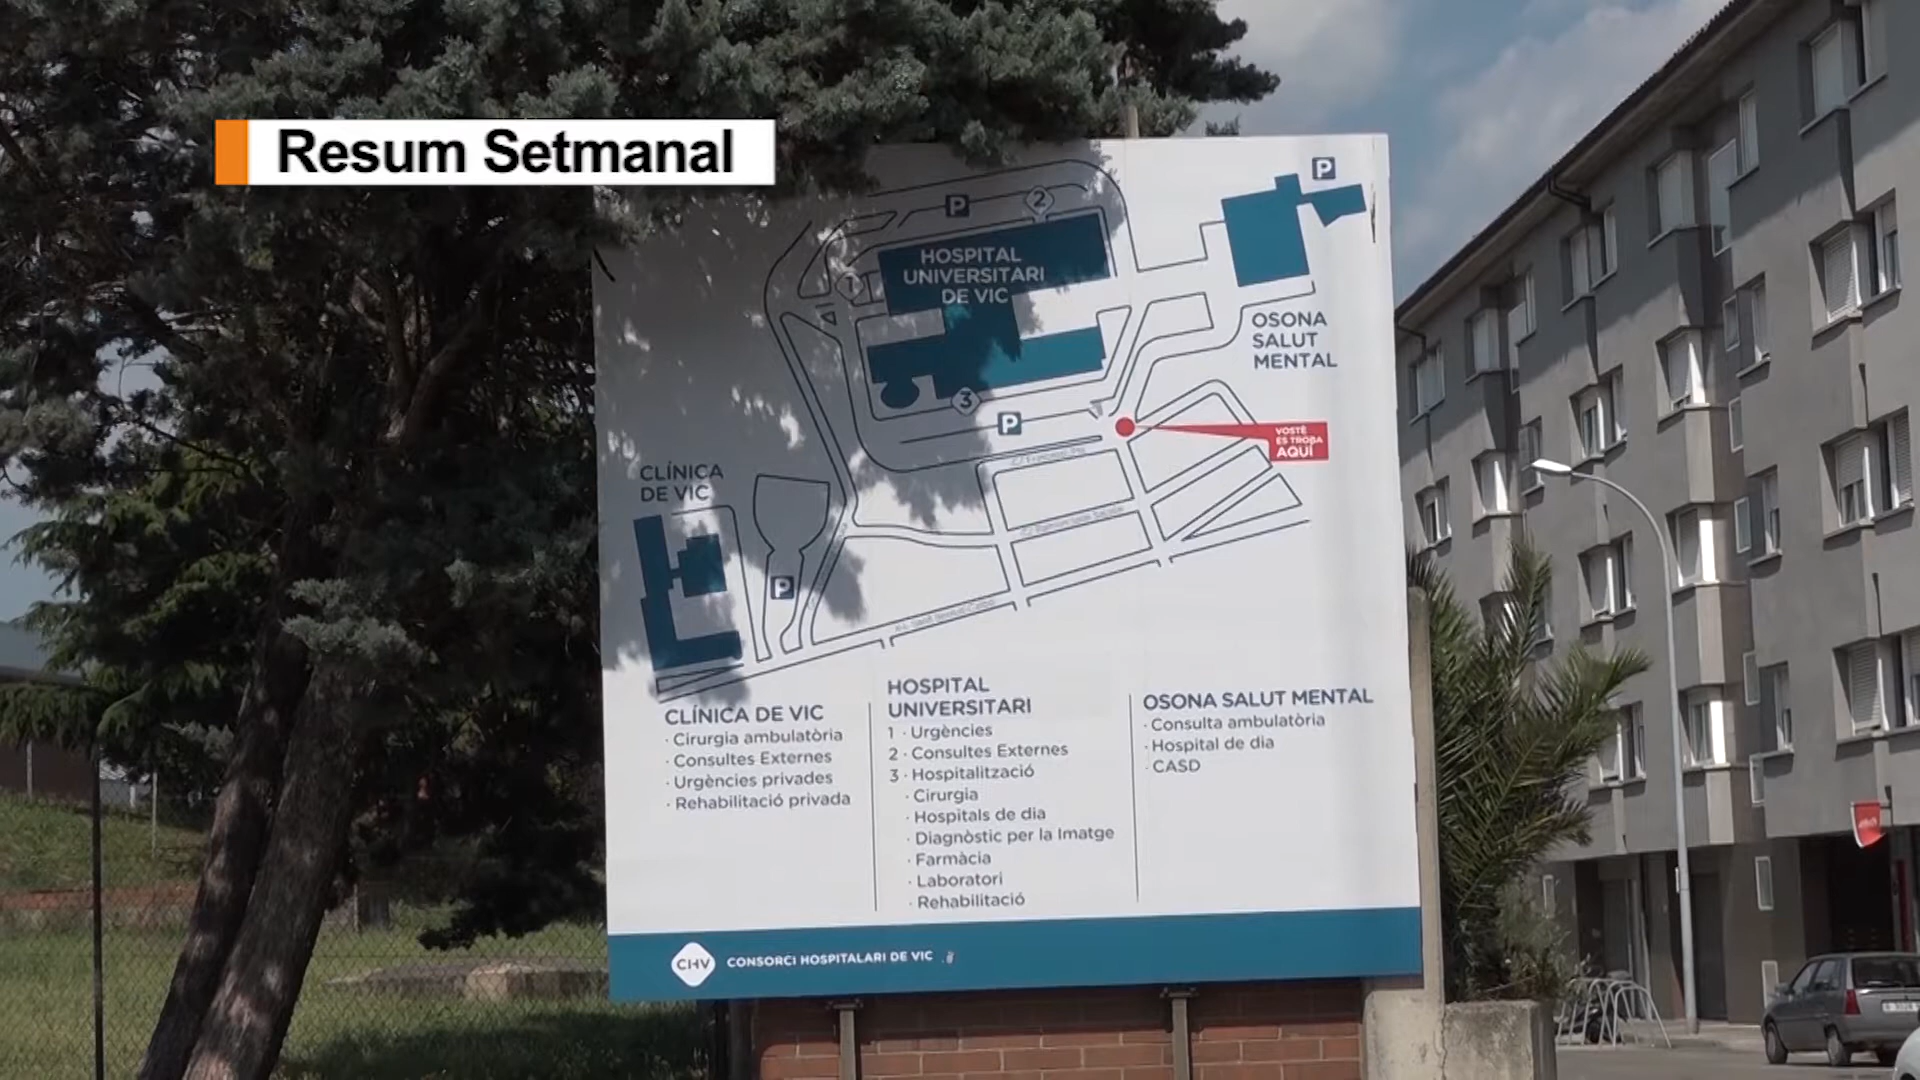 Resum Setmanal
P
P
2
HOSPITAL
UNIVERSITARI
DE VIC
1
OSONA
SALUT
MENTAL
3
P
VOSTÈ
ES TROBA
AQUÍ
CLÍNICA
DE VIC
P
CLÍNICA DE VIC
· Cirurgia ambulatòria
· Consultes Externes
· Urgències privades
· Rehabilitació privada
HOSPITAL
UNIVERSITARI
1 · Urgències
2 · Consultes Externes
3 · Hospitalització
· Cirurgia
· Hospitals de dia
· Diagnòstic per la Imatge
· Farmàcia
· Laboratori
· Rehabilitació
OSONA SALUT MENTAL
· Consulta ambulatòria
· Hospital de dia
· CASD
CHV CONSORCI HOSPITALARI DE VIC